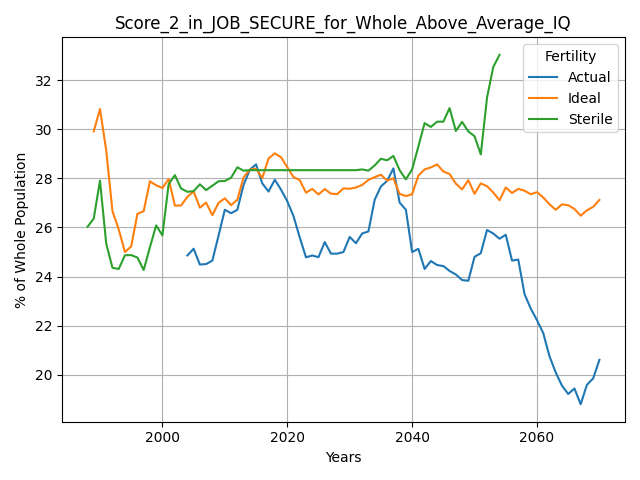 Score_2_in_JOB_SECURE_for_Whole_Above_Average_IQ
Fertility
Actual
Ideal
Sterile
% of Whole Population
32
30
28
26
24
22
20
2000
2020
2040
2060
Years